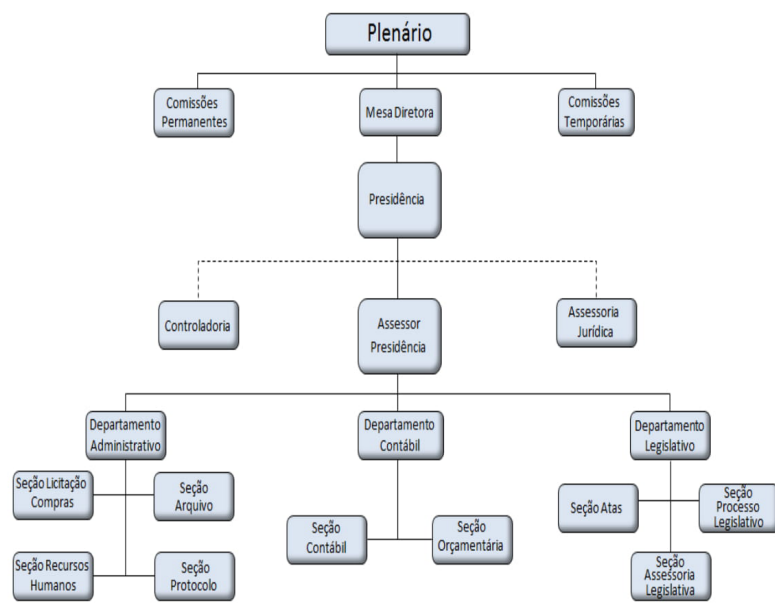 Plenário
Comissões
Permanentes
Mesa Diretora
Comissões
Temporárias
Presidência
Controladoria
Assessor
Presidência
Assessoria
Jurídica
Departamento
Administrativo
Departamento
Contábil
Departamento
Legislativo
Seção Licitação
Compras
Seção
Arquivo
Seção Recursos
Humanos
Seção
Protocolo
Seção
Contábil
Seção
Orçamentária
Seção Atas
Seção
Processo
Legislativo
Seção
Assessoria
Legislativa